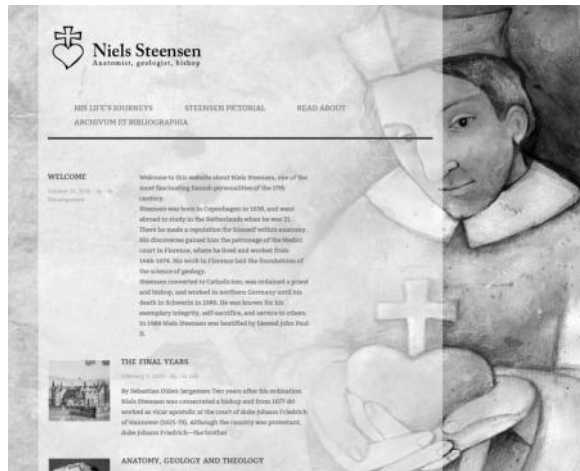 Niels Steensen
Anatomist, geologist, bishop
HIS LIFE'S JOURNEYS
STEENSEN PICTORIAL
READ ABOUT
ARCHIVUM ET BIBLIOGRAPHIA
WELCOME
Welcome to this website about Niels Steensen, one of the
most fascinating Danish personalities of the 17th
century.
Steensen was born in Copenhagen in 1638, and went
abroad to study in the Netherlands when he was 21.
There he made a reputation for himself within anatomy.
His discoveries gained him the patronage of the Medici
court in Florence, where he lived and worked from
His work in Florence laid the foundations of
the science of geology.
Steensen converted to Catholicism, was ordained a priest
and bishop, and worked in northern Germany until his
death in Schwerin in 1686. He was known for his
exemplary integrity, self-sacrifice, and service to others.
In 1988 Niels Steensen was beatified by blessed John Paul
II.
THE FINAL YEARS
By Sebastian Olden-Jørgensen Two years after his ordination
Niels Steensen was consecrated a bishop and from 1677-80
worked as vicar apostolic at the court of duke Johann Friedrich
of Hannover (1625-79). Although the country was protestant,
duke Johann Friedrich—the brother
ANATOMY, GEOLOGY AND THEOLOGY